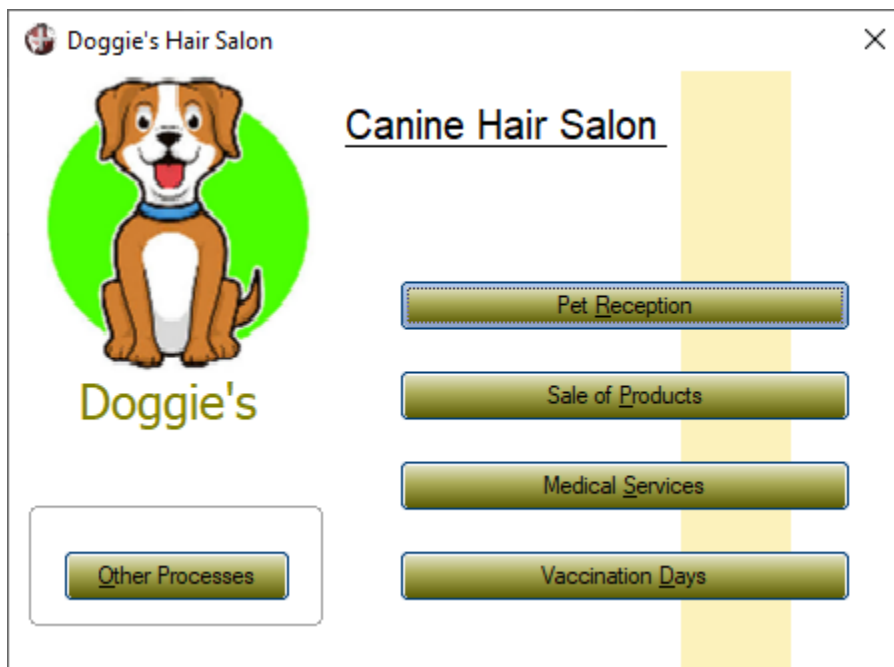 Doggie's Hair Salon
Canine Hair Salon
Pet Reception
Sale of Products
Doggie's
Medical Services
Other Processes
Vaccination Days